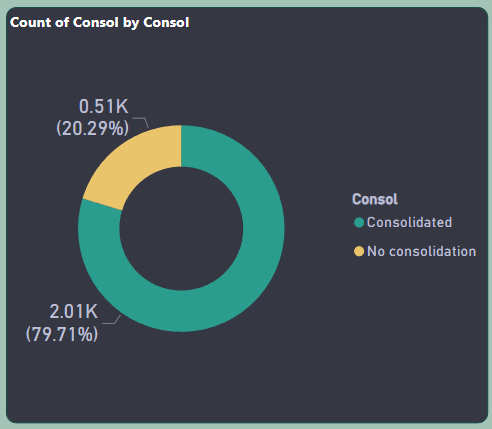 Count of Consol by Consol
0.51K
(20.29%)
Consol
Consolidated
No consolidation
2.01K
(79.71%)